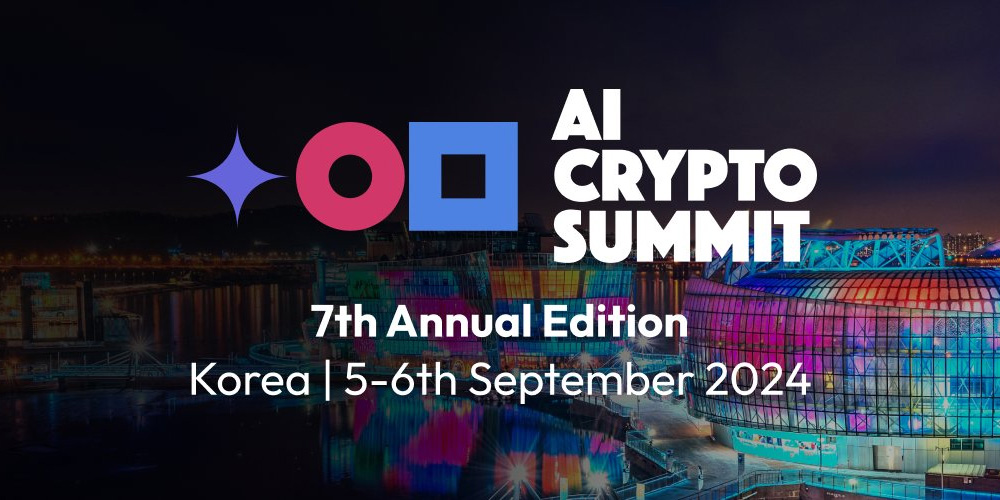 AI
CRYPTO
SUMMIT
7th Annual Edition
Korea | 5-6th September 2024